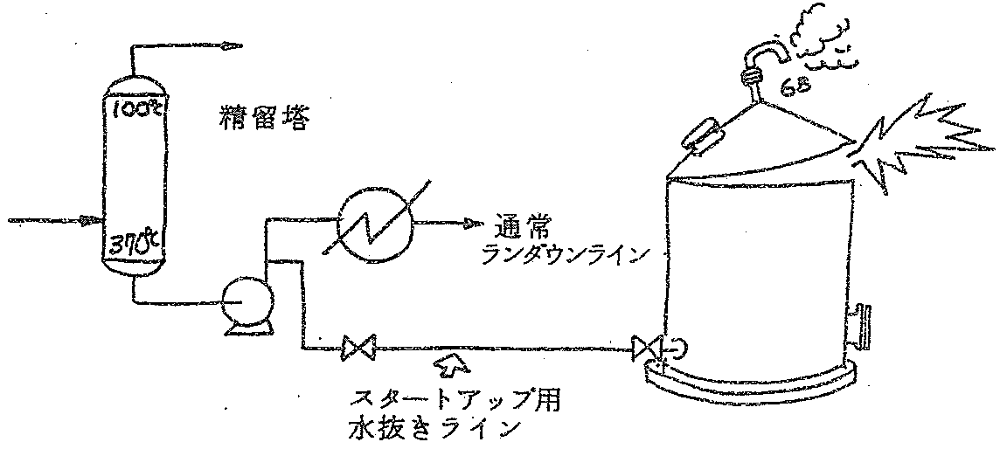 100℃
精留塔
370℃
通常
ランダウンライン
スタートアップ用
水抜きライン
6B